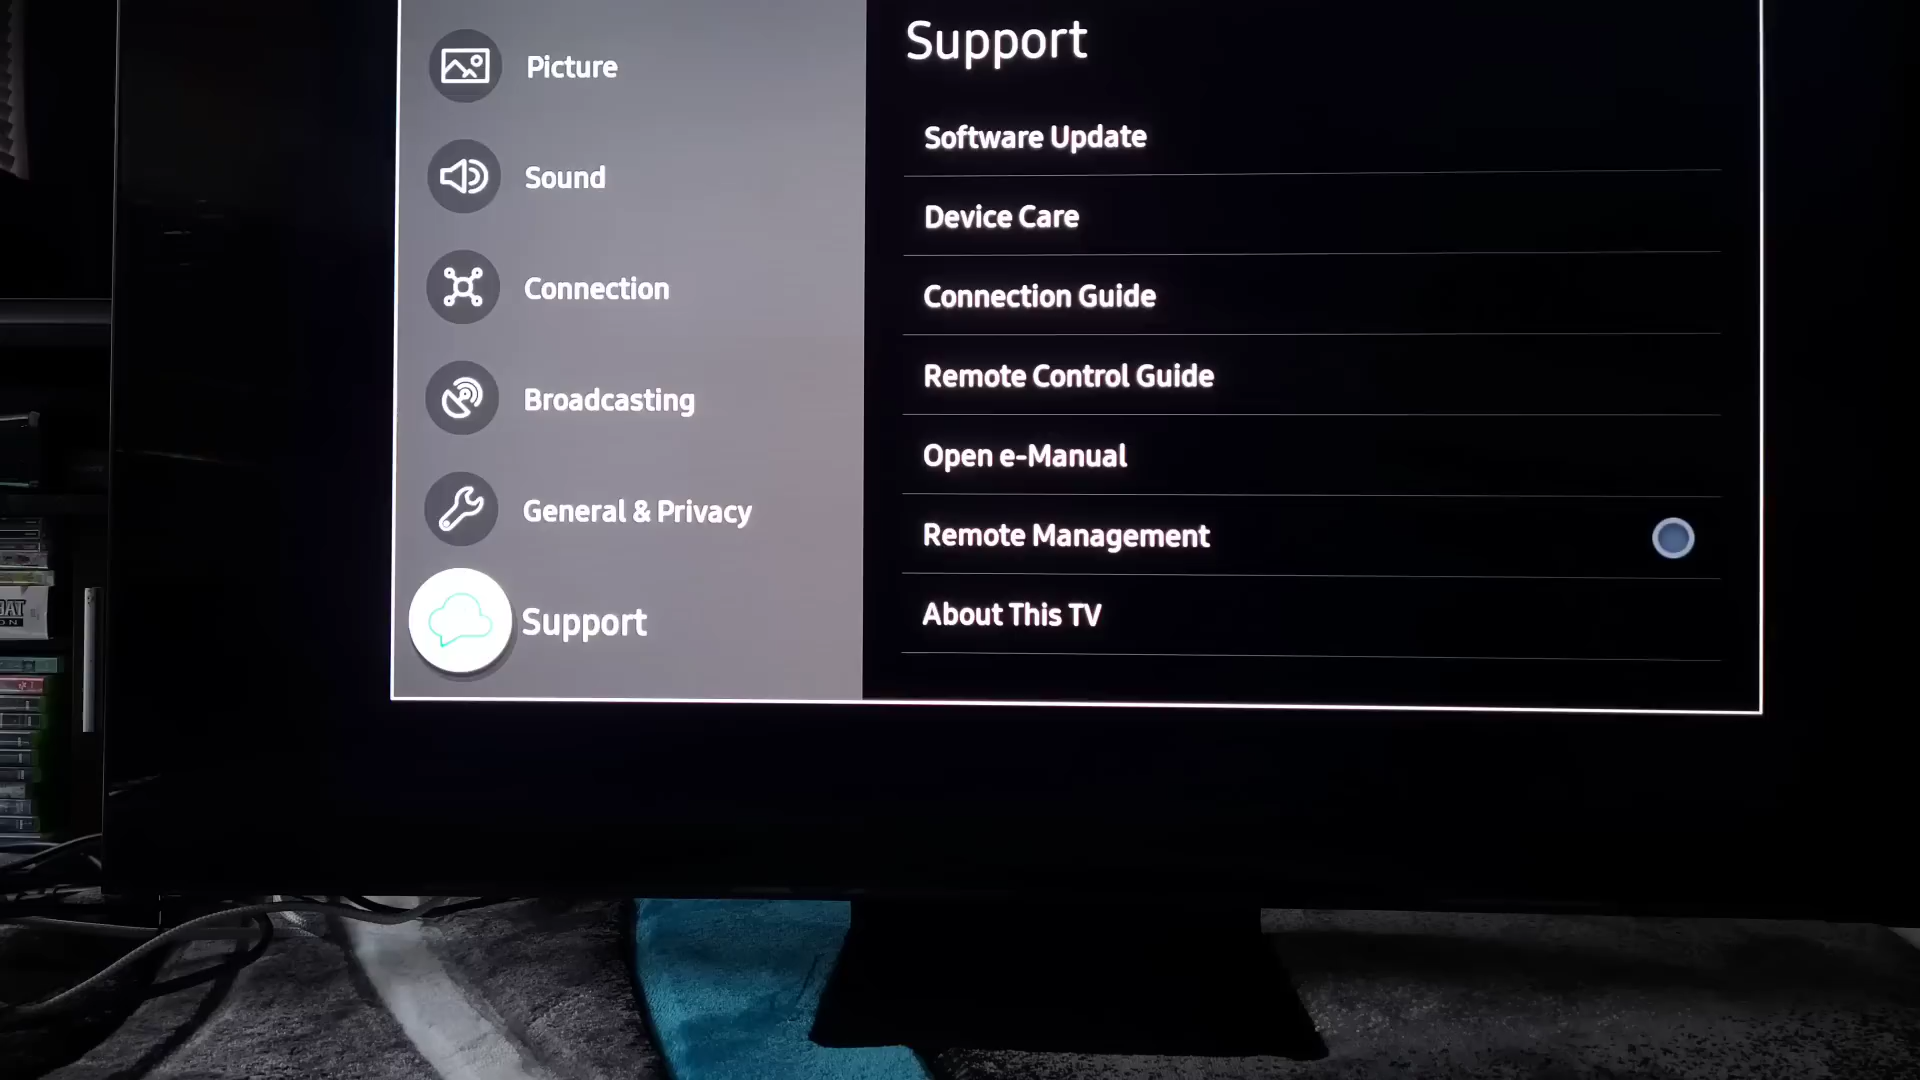 Picture
Sound
Connection
Broadcasting
General & Privacy
Support
Support
Software Update
Device Care
Connection Guide
Remote Control Guide
Open e-Manual
Remote Management
About This TV